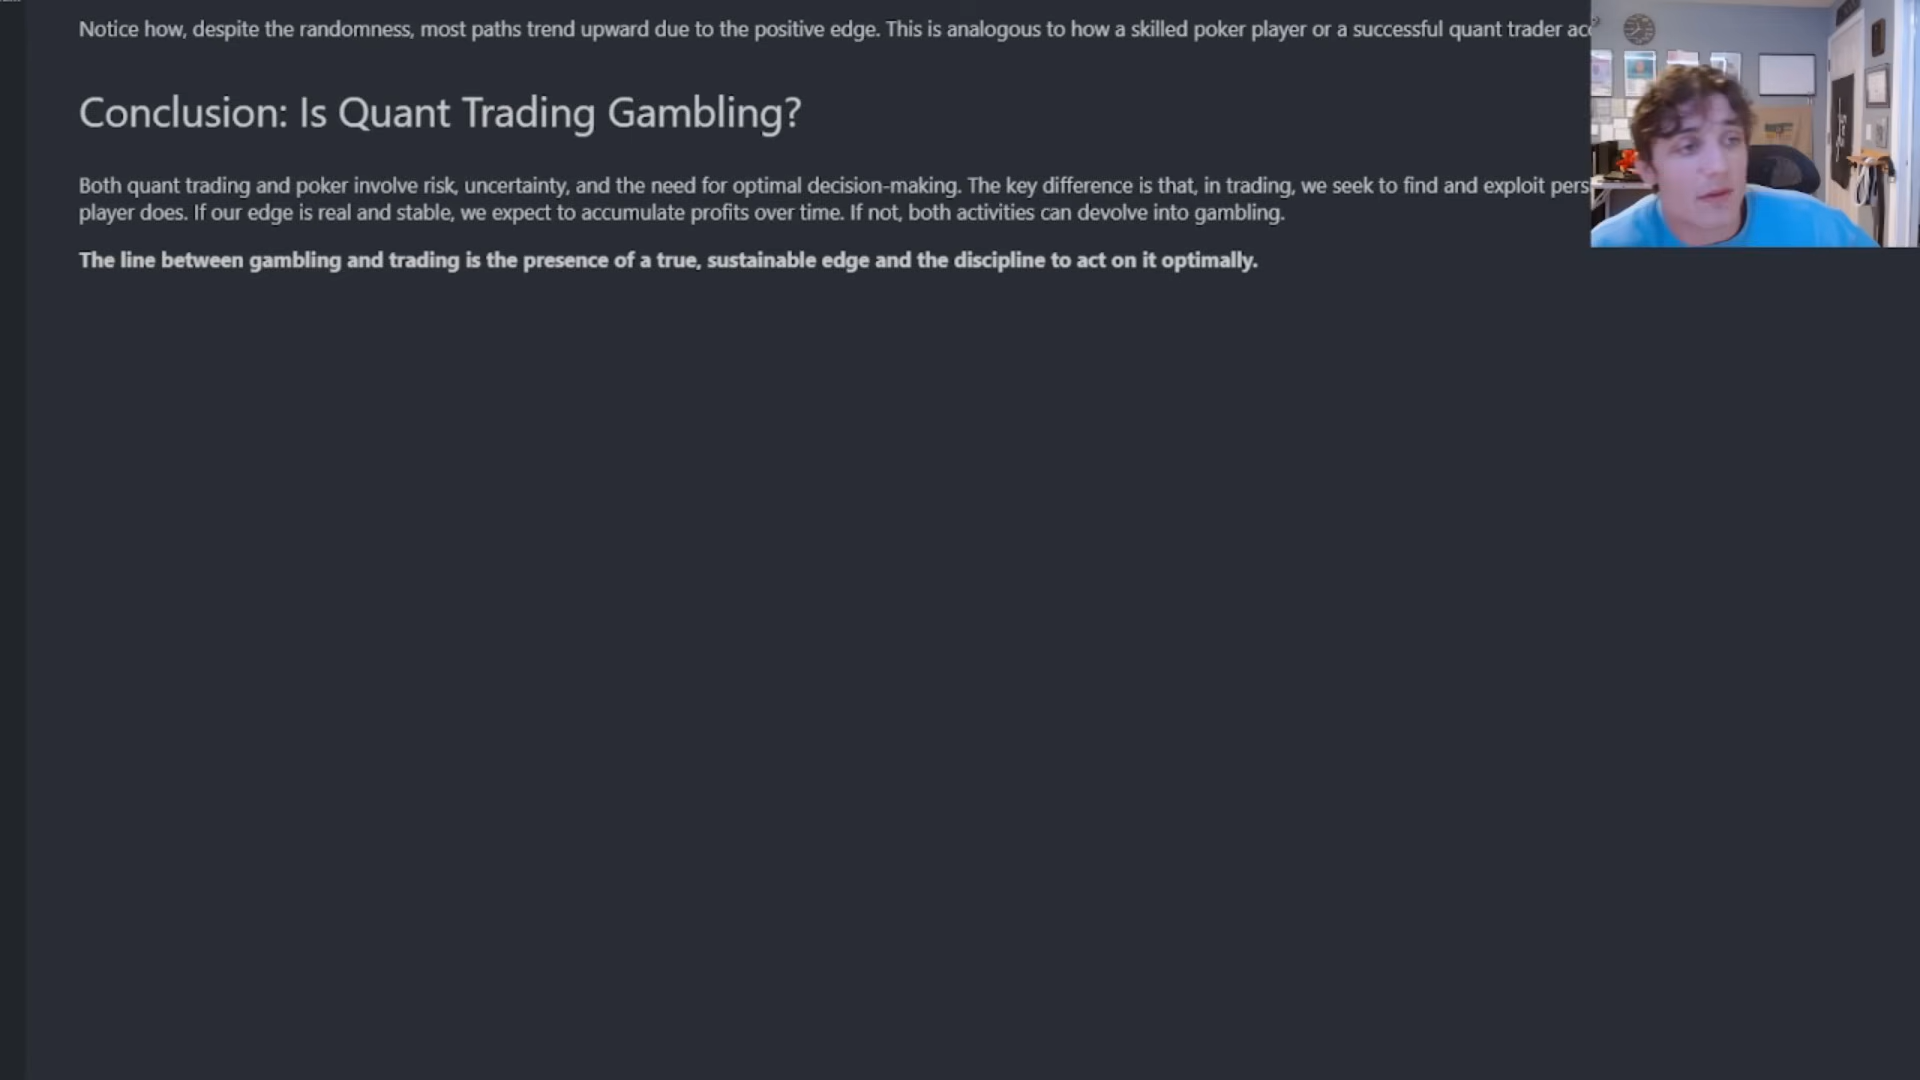 Notice how, despite the randomness, most paths trend upward due to the positive edge. This is analogous to how a skilled poker player or a successful quant trader
Conclusion: Is Quant Trading Gambling?
Both quant trading and poker involve risk, uncertainty, and the need for optimal decision-making. The key difference is that, in trading, we seek to find and exploit
player does. If our edge is real and stable, we expect to accumulate profits over time. If not, both activities can devolve into gambling.
The line between gambling and trading is the presence of a true, sustainable edge and the discipline to act on it optimally.